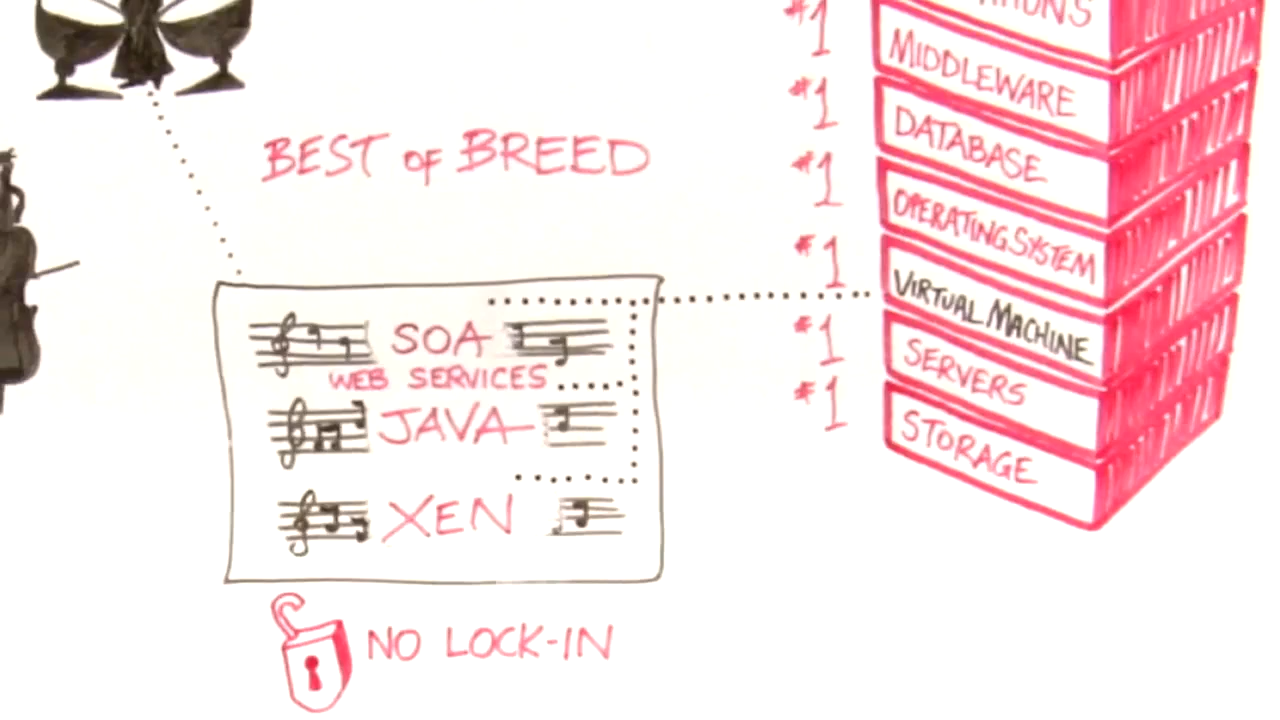 BEST of BREED
SOA
WEB SERVICES
JAVA
XEN
NO LOCK-IN
#1
#1
#1
#1
#1
#1
MIDDLEWARE
DATABASE
OPERATING SYSTEM
VIRTUAL MACHINE
SERVERS
STORAGE